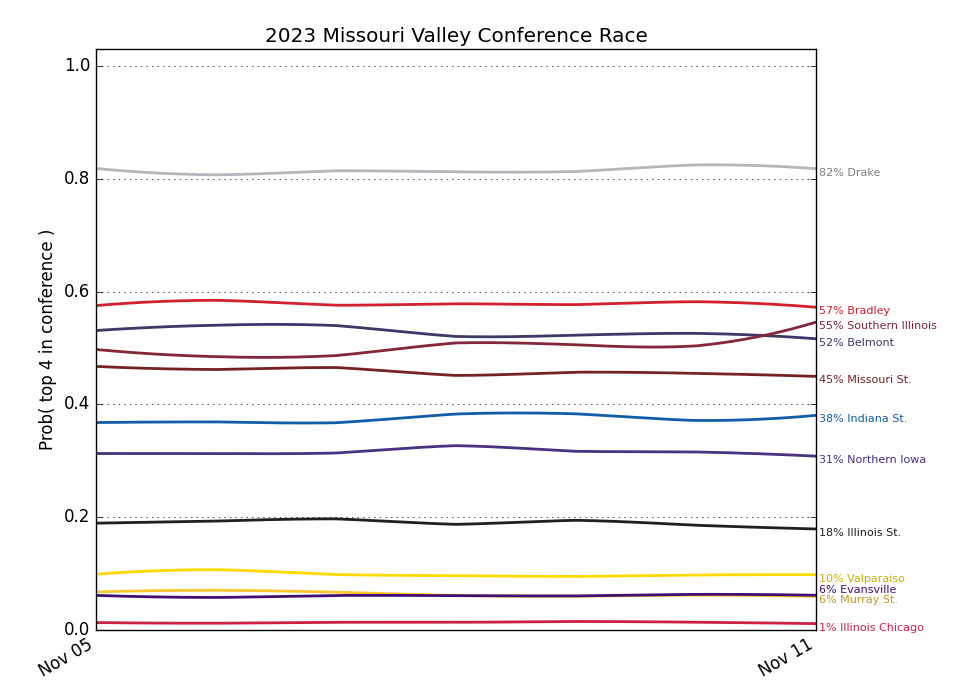 2023 Missouri Valley Conference Race
Prob( top 4 in conference )
1.0
0.8
0.6
0.4
0.2
0.0
Nov 05
Nov 11
82% Drake
57% Bradley
55% Southern Illinois
52% Belmont
45% Missouri St.
38% Indiana St.
31% Northern Iowa
18% Illinois St.
10% Valparaiso
6% Evansville
6% Murray St.
1% Illinois Chicago